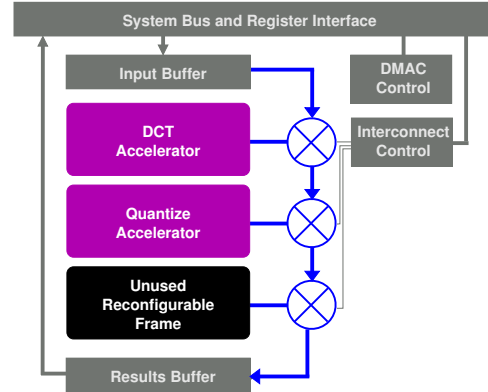 System Bus and Register Interface
Input Buffer
DMAC
Control
DCT
Accelerator
Interconnect
Control
Quantize
Accelerator
Unused
Reconfigurable
Frame
Results Buffer